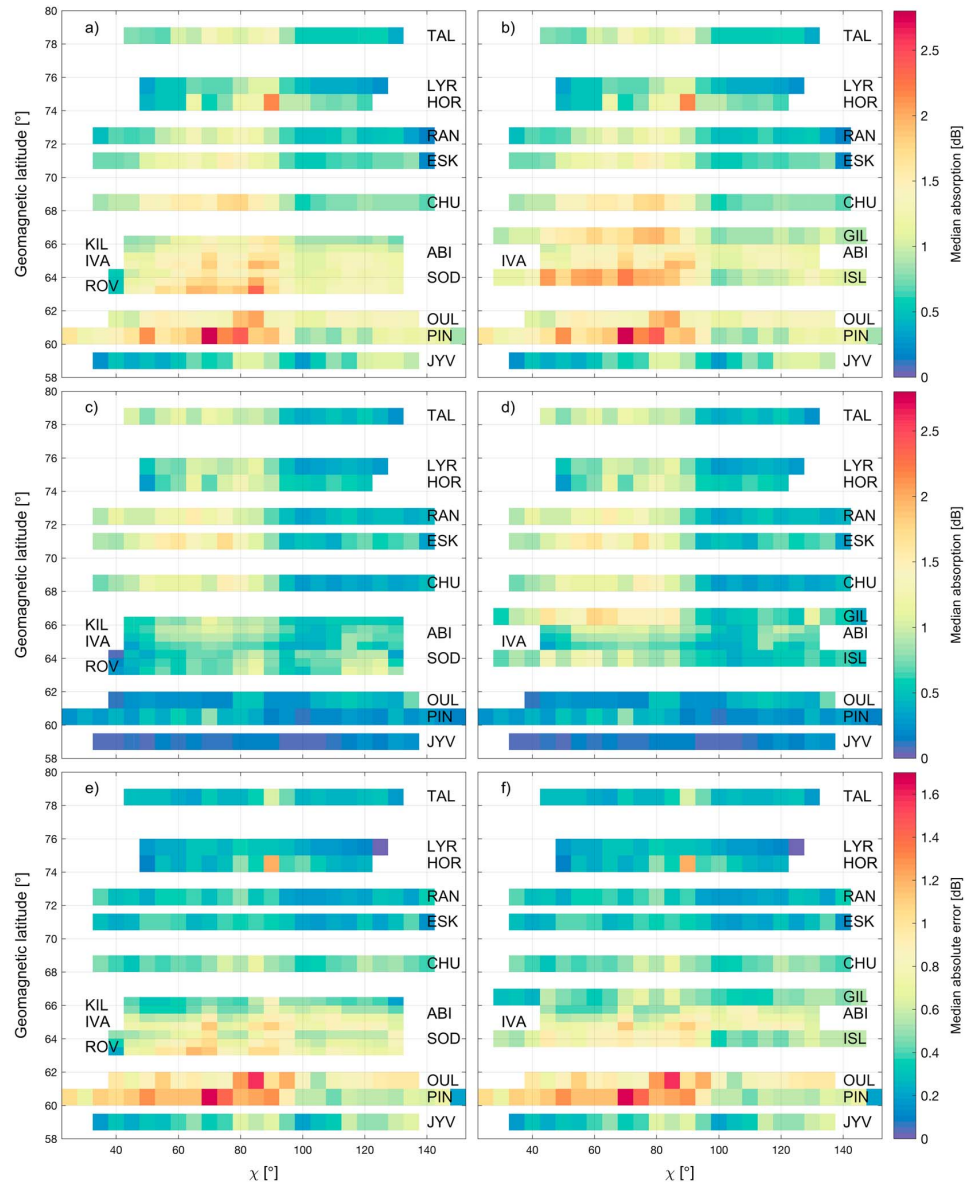 a)
TAL
LYR
HOR
RAN
ESK
CHU
KIL
IVA
ROV
ABI
SOD
OUL
PIN
JYV
78
76
74
72
70
68
66
64
62
60
58
Geomagnetic latitude [°]
b)
TAL
LYR
HOR
RAN
ESK
CHU
GIL
IVA
ABI
ISL
OUL
PIN
JYV
2.5
2
1.5
1
0.5
0
Median absorption [dB]
c)
TAL
LYR
HOR
RAN
ESK
CHU
KIL
IVA
ROV
ABI
SOD
OUL
PIN
JYV
78
76
74
72
70
68
66
64
62
60
58
Geomagnetic latitude [°]
d)
TAL
LYR
HOR
RAN
ESK
CHU
GIL
IVA
ABI
ISL
OUL
PIN
JYV
2.5
2
1.5
1
0.5
0
Median absorption [dB]
e)
TAL
LYR
HOR
RAN
ESK
CHU
KIL
IVA
ROV
ABI
SOD
OUL
PIN
JYV
78
76
74
72
70
68
66
64
62
60
58
Geomagnetic latitude [°]
40 60 80 100 120 140
χ [°]
f)
TAL
LYR
HOR
RAN
ESK
CHU
GIL
IVA
ABI
ISL
OUL
PIN
JYV
40 60 80 100 120 140
χ [°]
1.6
1.4
1.2
1
0.8
0.6
0.4
0.2
0
Median absolute error [dB]